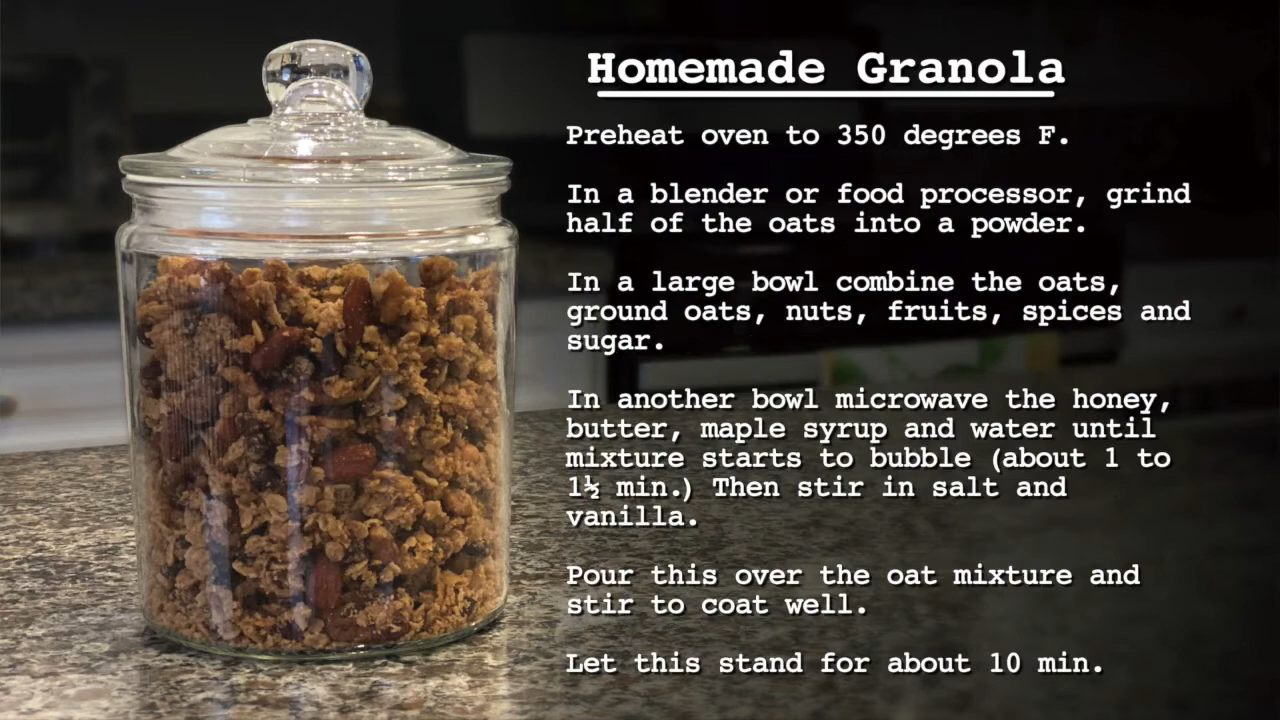 Homemade Granola
Preheat oven to 350 degrees F.
In a blender or food processor, grind
half of the oats into a powder.
In a large bowl combine the oats,
ground oats, nuts, fruits, spices and
sugar.
In another bowl microwave the honey,
butter, maple syrup and water until
mixture starts to bubble (about 1 to
1½ min.) Then stir in salt and
vanilla.
Pour this over the oat mixture and
stir to coat well.
Let this stand for about 10 min.